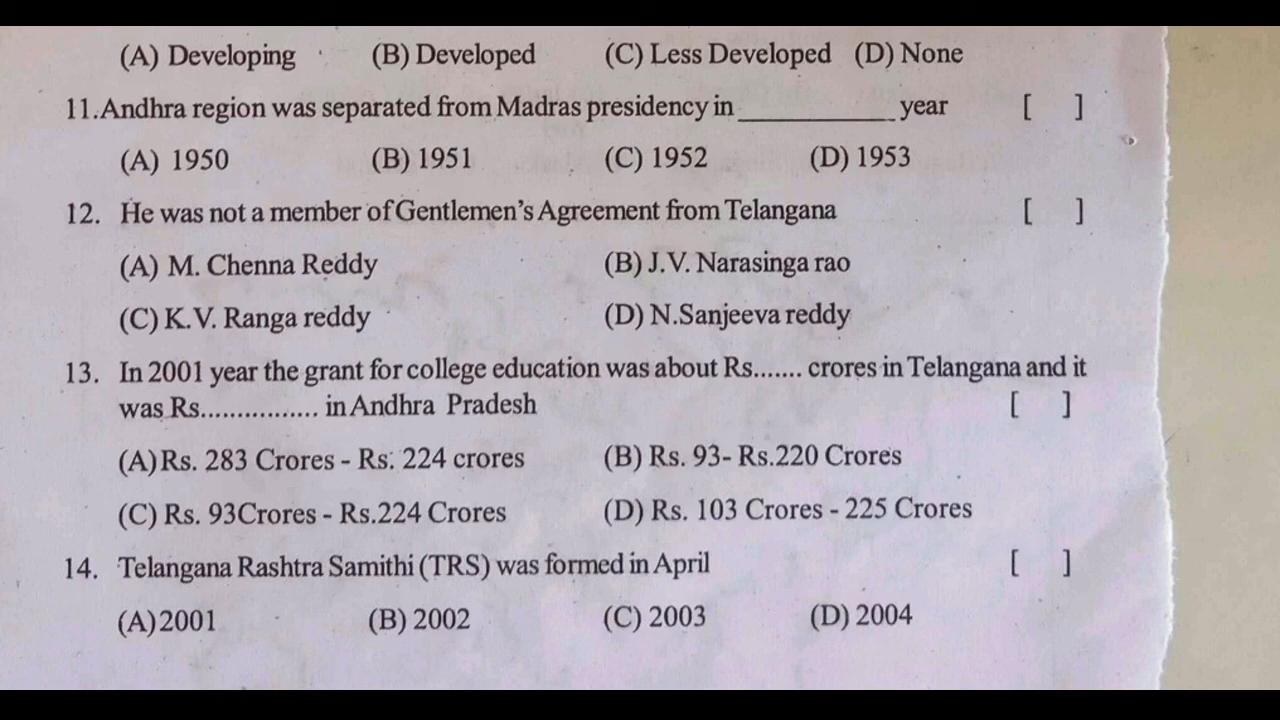 (A) Developing (B) Developed (C) Less Developed (D) None
11. Andhra region was separated from Madras presidency in ____________ year [ ]
(A) 1950 (B) 1951 (C) 1952 (D) 1953
12. He was not a member of Gentlemen's Agreement from Telangana [ ]
(A) M. Chenna Reddy (B) J.V. Narasinga rao
(C) K.V. Ranga reddy (D) N.Sanjeeva reddy
13. In 2001 year the grant for college education was about Rs....... crores in Telangana and it
was Rs................ in Andhra Pradesh [ ]
(A) Rs. 283 Crores - Rs. 224 crores (B) Rs. 93- Rs.220 Crores
(C) Rs. 93Crores - Rs.224 Crores (D) Rs. 103 Crores - 225 Crores
14. Telangana Rashtra Samithi (TRS) was formed in April [ ]
(A) 2001 (B) 2002 (C) 2003 (D) 2004